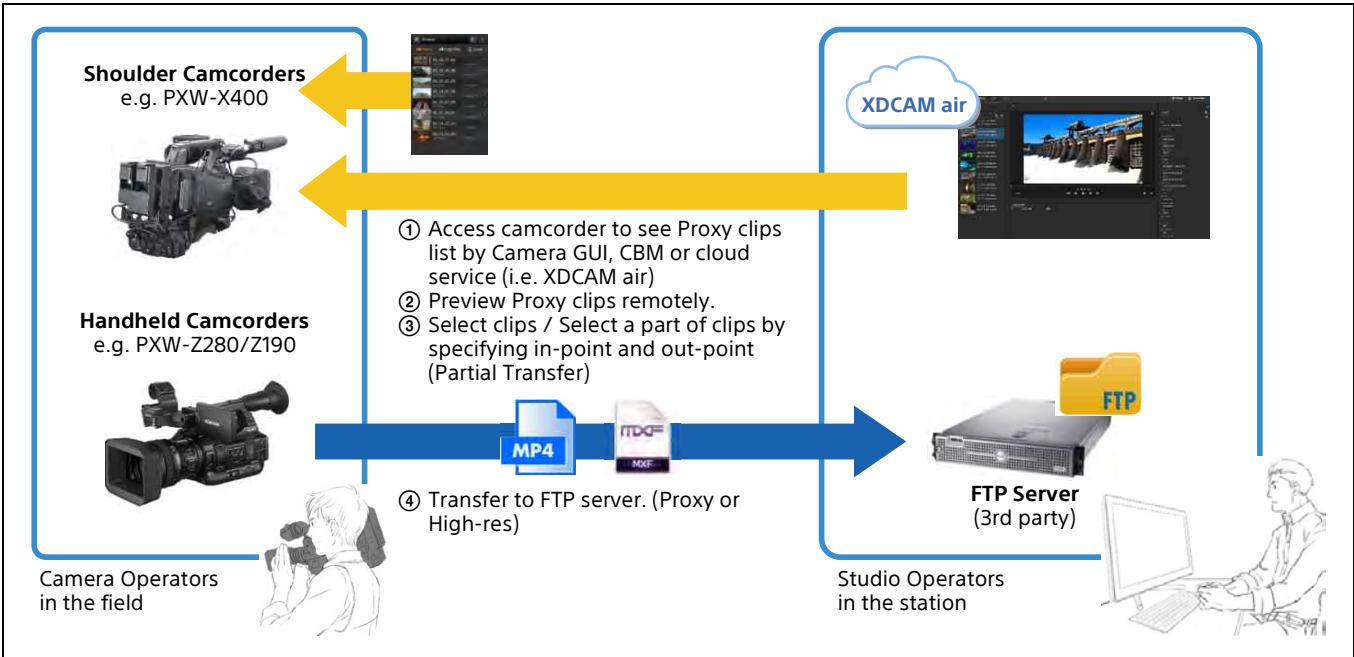 Shoulder Camcorders
e.g. PXW-X400
XDCAM air
① Access camcorder to see Proxy clips
list by Camera GUI, CBM or cloud
service (i.e. XDCAM air)
② Preview Proxy clips remotely.
③ Select clips / Select a part of clips by
specifying in-point and out-point
(Partial Transfer)
Handheld Camcorders
e.g. PXW-Z280/Z190
MP4
MXF
MXF
FTP
④ Transfer to FTP server. (Proxy or
High-res)
FTP Server
(3rd party)
Camera Operators
in the field
Studio Operators
in the station